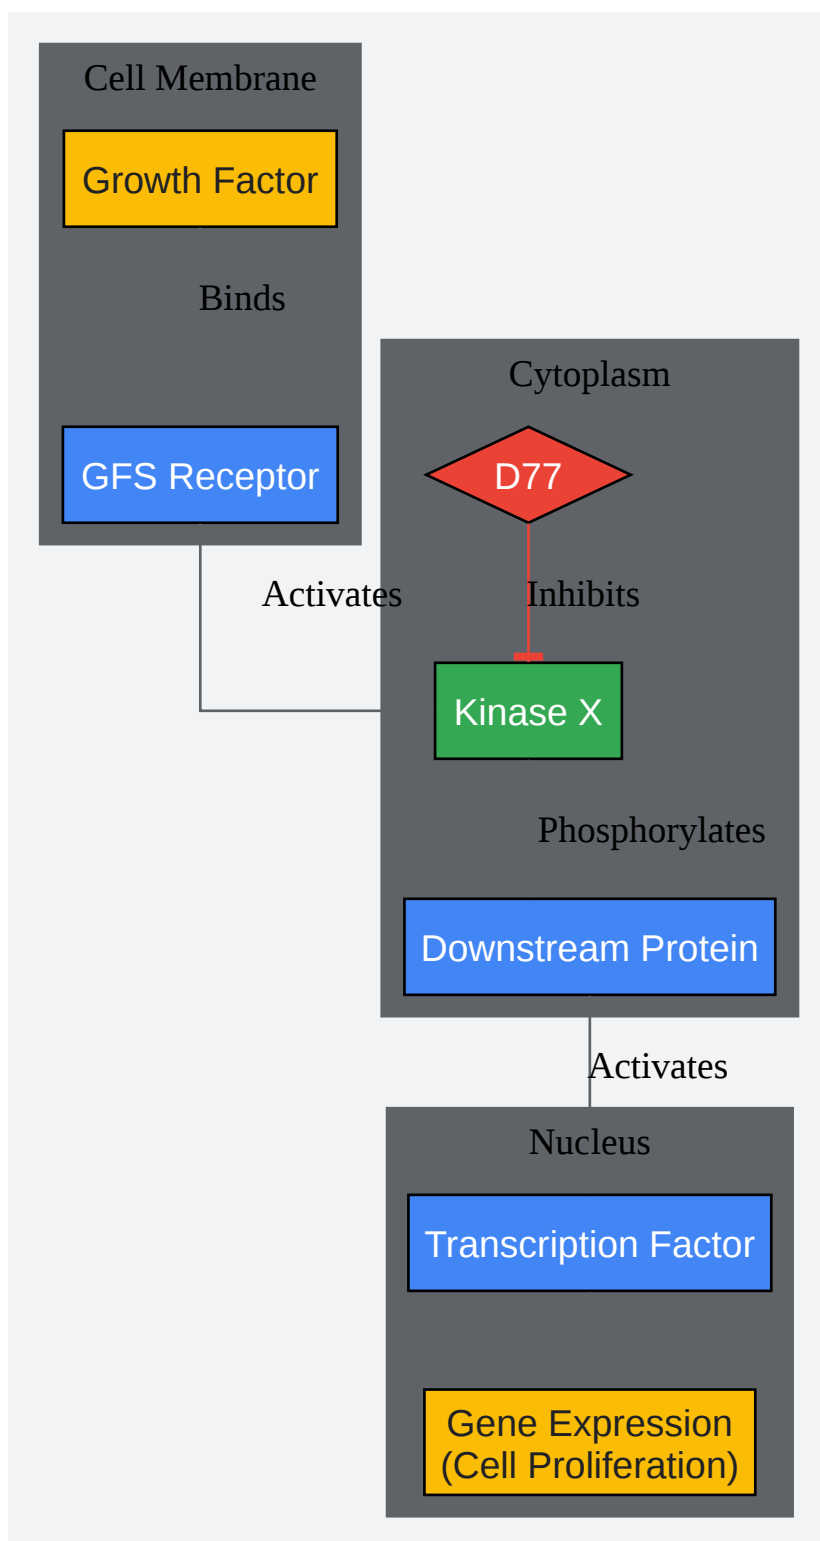 Cell Membrane
Growth Factor
Binds
GFS Receptor
Activates
Cytoplasm
D77
Inhibits
Kinase X
Phosphorylates
Downstream Protein
Activates
Nucleus
Transcription Factor
Gene Expression
(Cell Proliferation)